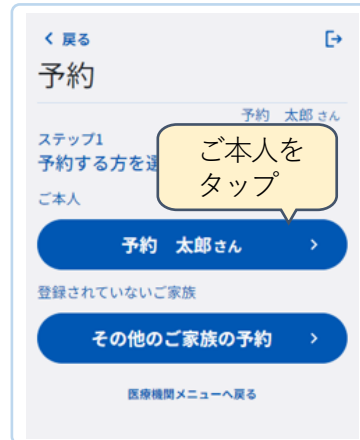 戻る
予約
予約 太郎さん
ステップ1
予約する方を選
ご本人を
タップ
ご本人
予約 太郎さん
登録されていないご家族
その他のご家族の予約
医療機関メニューへ戻る